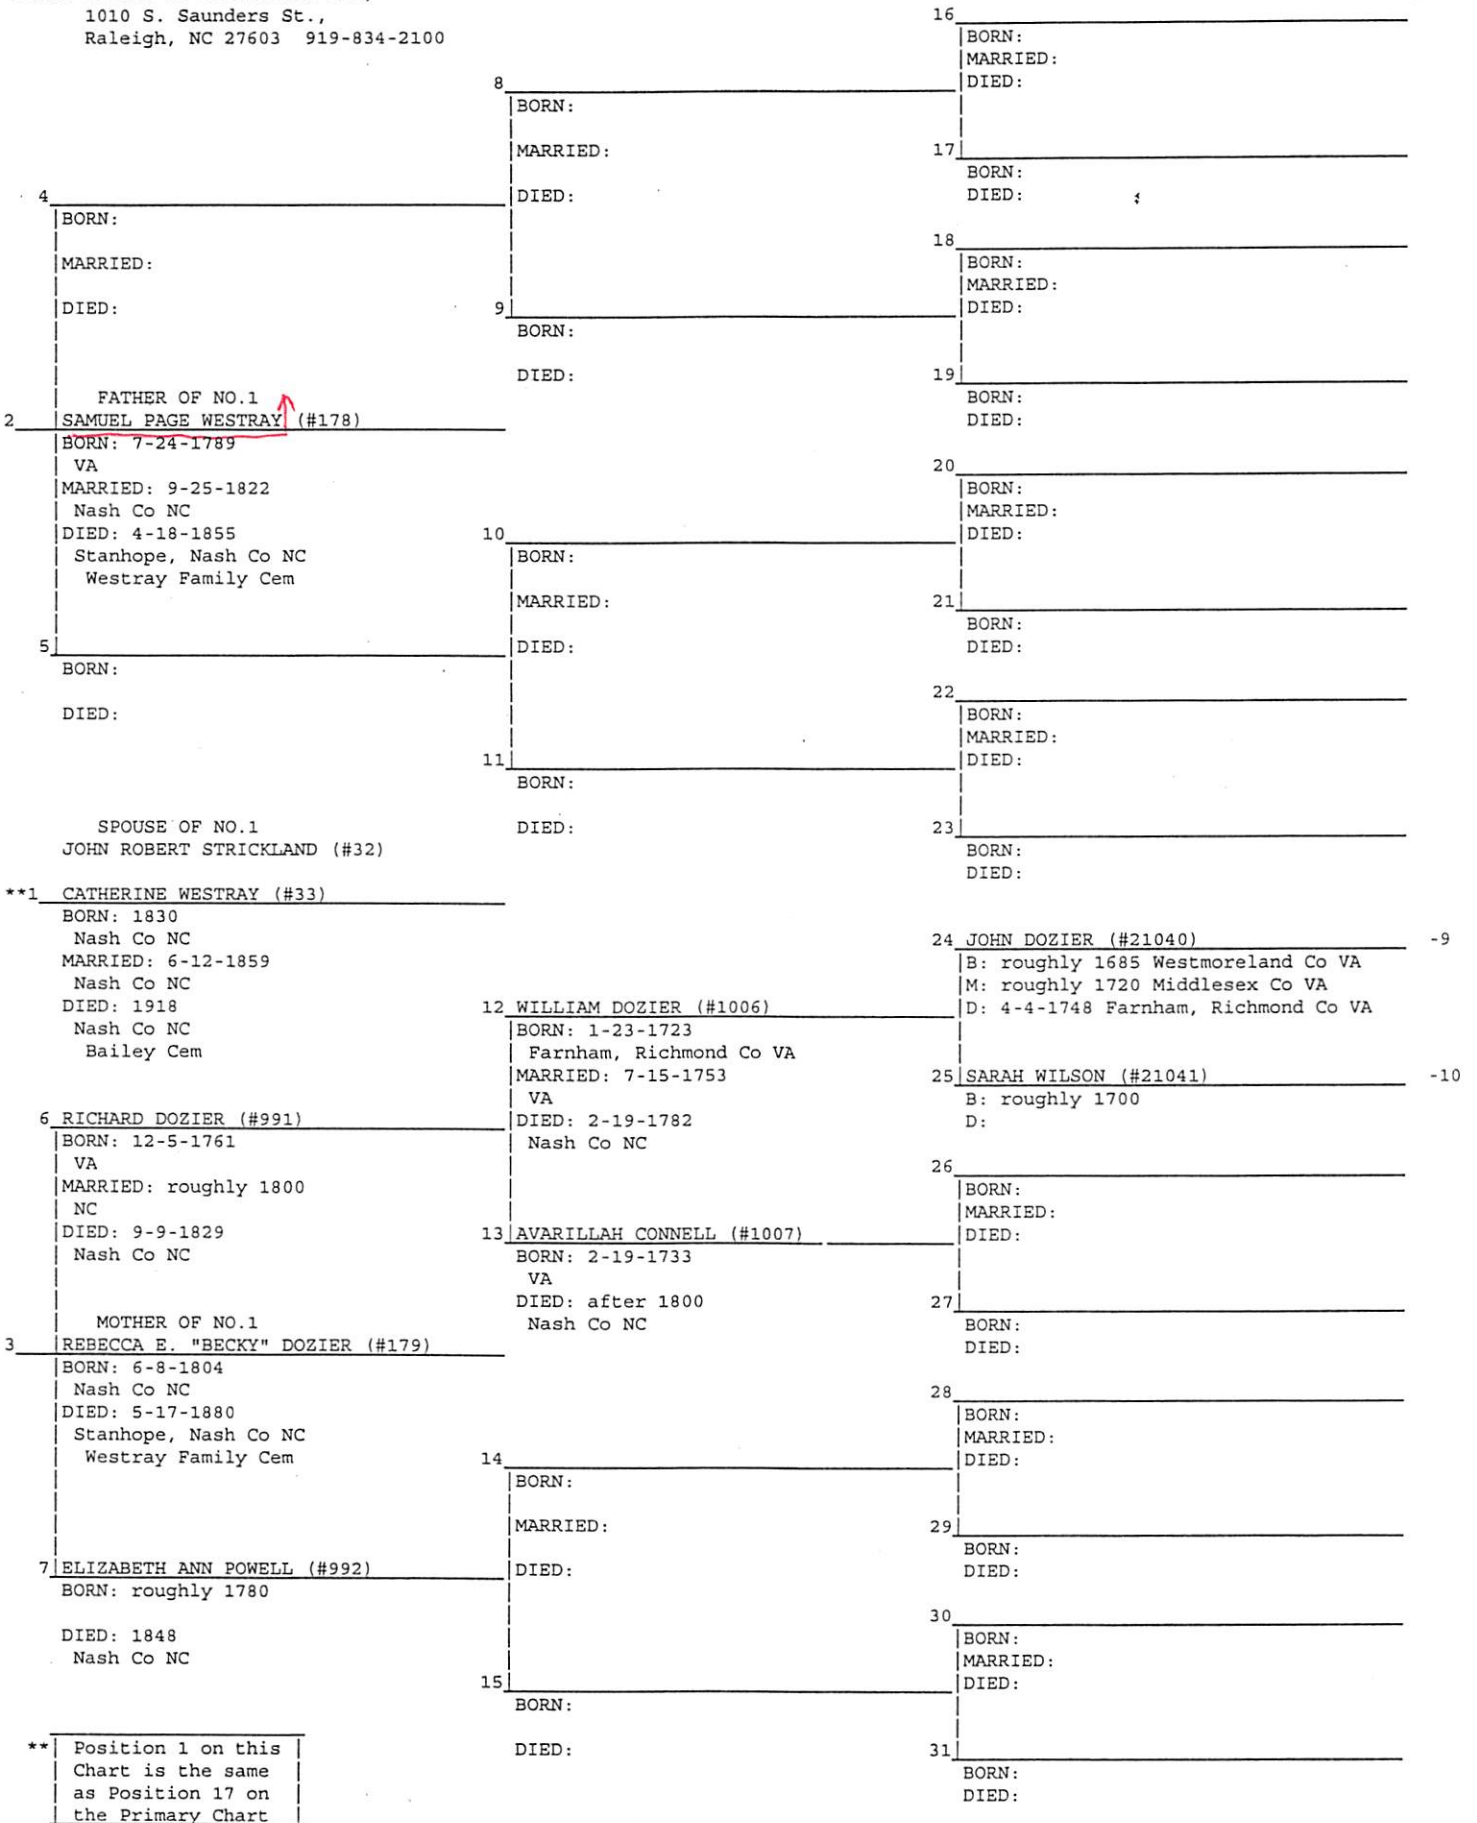 1010 S. Saunders St.,
Raleigh, NC 27603 919-834-2100
16
BORN:
MARRIED:
DIED:
8
BORN:
MARRIED:
DIED:
17
BORN:
DIED:
4
BORN:
MARRIED:
DIED:
18
BORN:
MARRIED:
DIED:
9
BORN:
DIED:
19
BORN:
DIED:
FATHER OF NO.1
2 SAMUEL PAGE WESTRAY (#178)
BORN: 7-24-1789
VA
MARRIED: 9-25-1822
Nash Co NC
DIED: 4-18-1855
Stanhope, Nash Co NC
Westray Family Cem
20
BORN:
MARRIED:
DIED:
10
BORN:
MARRIED:
DIED:
21
BORN:
DIED:
5
BORN:
DIED:
22
BORN:
MARRIED:
DIED:
11
BORN:
DIED:
23
BORN:
DIED:
SPOUSE OF NO.1
JOHN ROBERT STRICKLAND (#32)
**1 CATHERINE WESTRAY (#33)
BORN: 1830
Nash Co NC
MARRIED: 6-12-1859
Nash Co NC
DIED: 1918
Nash Co NC
Bailey Cem
24 JOHN DOZIER (#21040) -9
B: roughly 1685 Westmoreland Co VA
M: roughly 1720 Middlesex Co VA
D: 4-4-1748 Farnham, Richmond Co VA
12 WILLIAM DOZIER (#1006)
BORN: 1-23-1723
Farnham, Richmond Co VA
MARRIED: 7-15-1753
VA
DIED: 2-19-1782
Nash Co NC
25 SARAH WILSON (#21041) -10
B: roughly 1700
D:
6 RICHARD DOZIER (#991)
BORN: 12-5-1761
VA
MARRIED: roughly 1800
NC
DIED: 9-9-1829
Nash Co NC
26
BORN:
MARRIED:
DIED:
13 AVARILLAH CONNELL (#1007)
BORN: 2-19-1733
VA
DIED: after 1800
Nash Co NC
27
BORN:
DIED:
MOTHER OF NO.1
3 REBECCA E. "BECKY" DOZIER (#179)
BORN: 6-8-1804
Nash Co NC
DIED: 5-17-1880
Stanhope, Nash Co NC
Westray Family Cem
28
BORN:
MARRIED:
DIED:
14
BORN:
MARRIED:
DIED:
29
BORN:
DIED:
7 ELIZABETH ANN POWELL (#992)
BORN: roughly 1780
DIED: 1848
Nash Co NC
30
BORN:
MARRIED:
DIED:
15
BORN:
DIED:
31
BORN:
DIED:
** Position 1 on this
Chart is the same
as Position 17 on
the Primary Chart